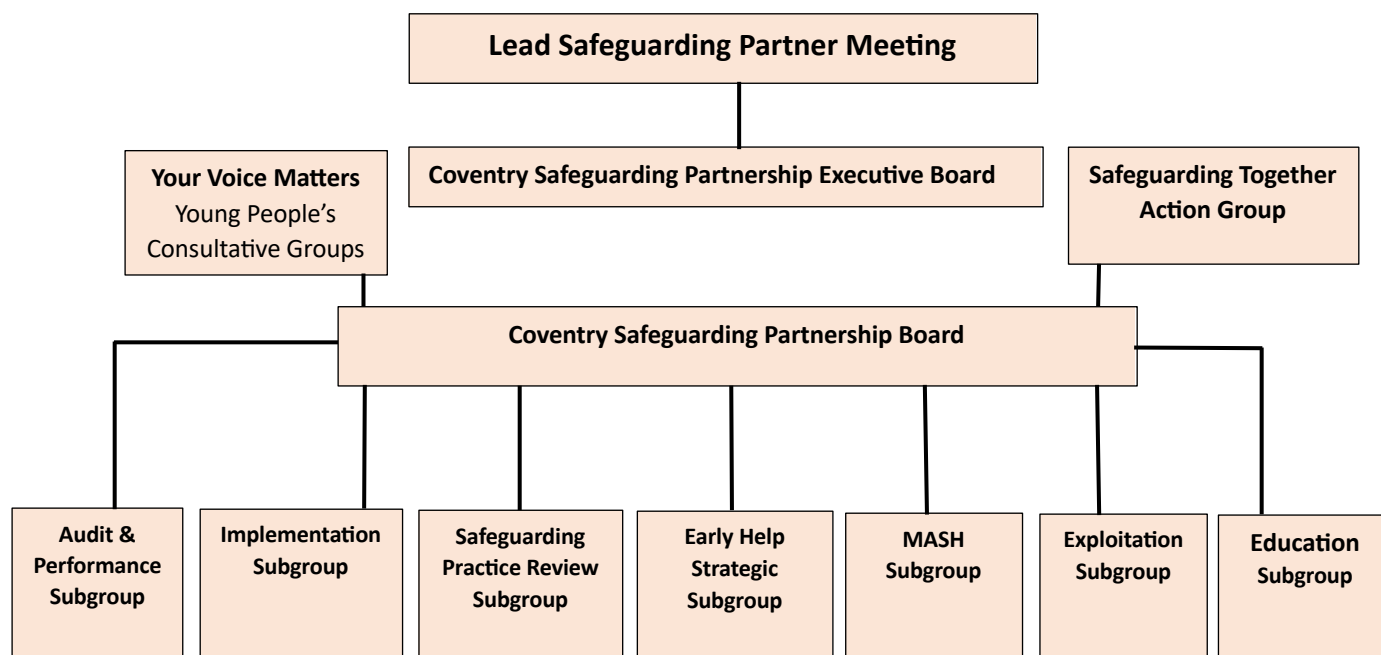 Lead Safeguarding Partner Meeting
Your Voice Matters
Young People’s
Consultative Groups
Coventry Safeguarding Partnership Executive Board
Safeguarding Together
Action Group
Coventry Safeguarding Partnership Board
Audit &
Performance
Subgroup
Implementation
Subgroup
Safeguarding
Practice Review
Subgroup
Early Help
Strategic
Subgroup
MASH
Subgroup
Exploitation
Subgroup
Education
Subgroup